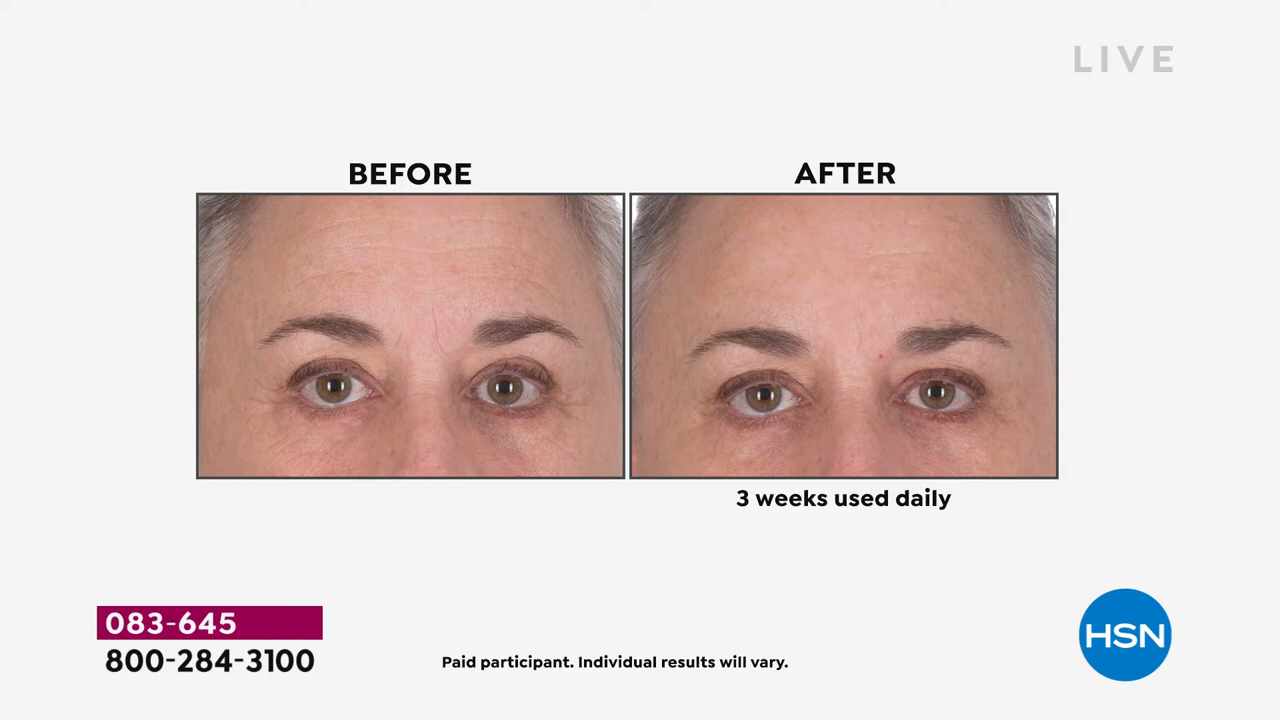 LIVE
BEFORE
AFTER
3 weeks used daily
083-645
800-284-3100
Paid participant. Individual results will vary.
HSN